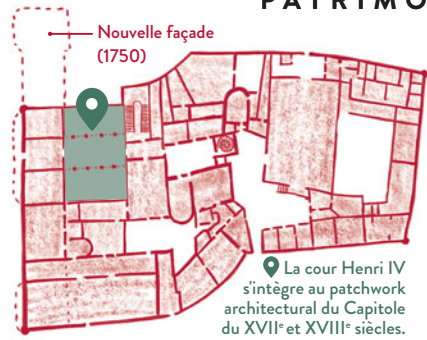 PATRIMO
Nouvelle façade
(1750)
La cour Henri IV
s'intègre au patchwork
architectural du Capitole
du XVIIᵉ et XVIIIᵉ siècles.